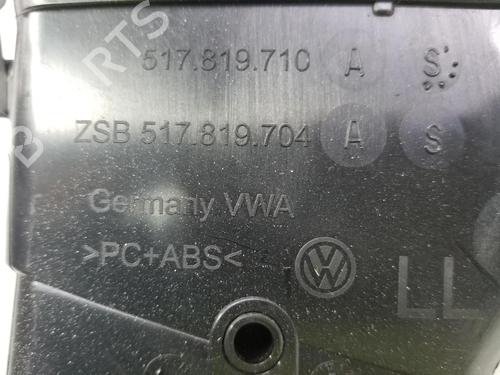 517.819.710 A S
ZSB 517.819.704 A S
Germany VWA
>PC+ABS<
LL